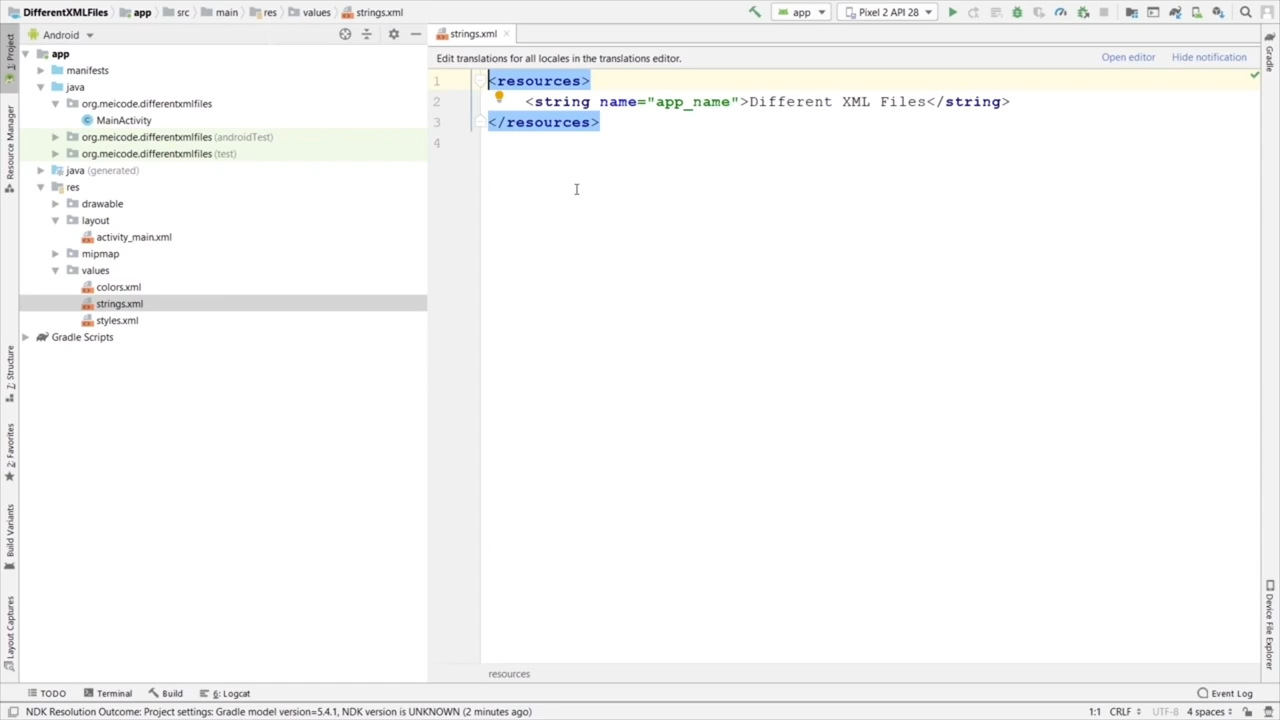 DifferentXMLFiles app src main res values strings.xml app Pixel 2 API 28
1: Project
Resource Manager
7: Structure
2: Favorites
Build Variants
Layout Captures
Android
app
manifests
java
org.meicode.differentxmlfiles
MainActivity
org.meicode.differentxmlfiles (androidTest)
org.meicode.differentxmlfiles (test)
java (generated)
res
drawable
layout
activity_main.xml
mipmap
values
colors.xml
strings.xml
styles.xml
Gradle Scripts
strings.xml
Edit translations for all locales in the translations editor. Open editor Hide notification
1 <resources>
2 <string name="app_name">Different XML Files</string>
3 </resources>
4
resources
Gradle
Device File Explorer
TODO Terminal Build 6: Logcat Event Log
NDK Resolution Outcome: Project settings: Gradle model version=5.4.1, NDK version is UNKNOWN (2 minutes ago) 1:1 CRLF UTF-8 4 spaces